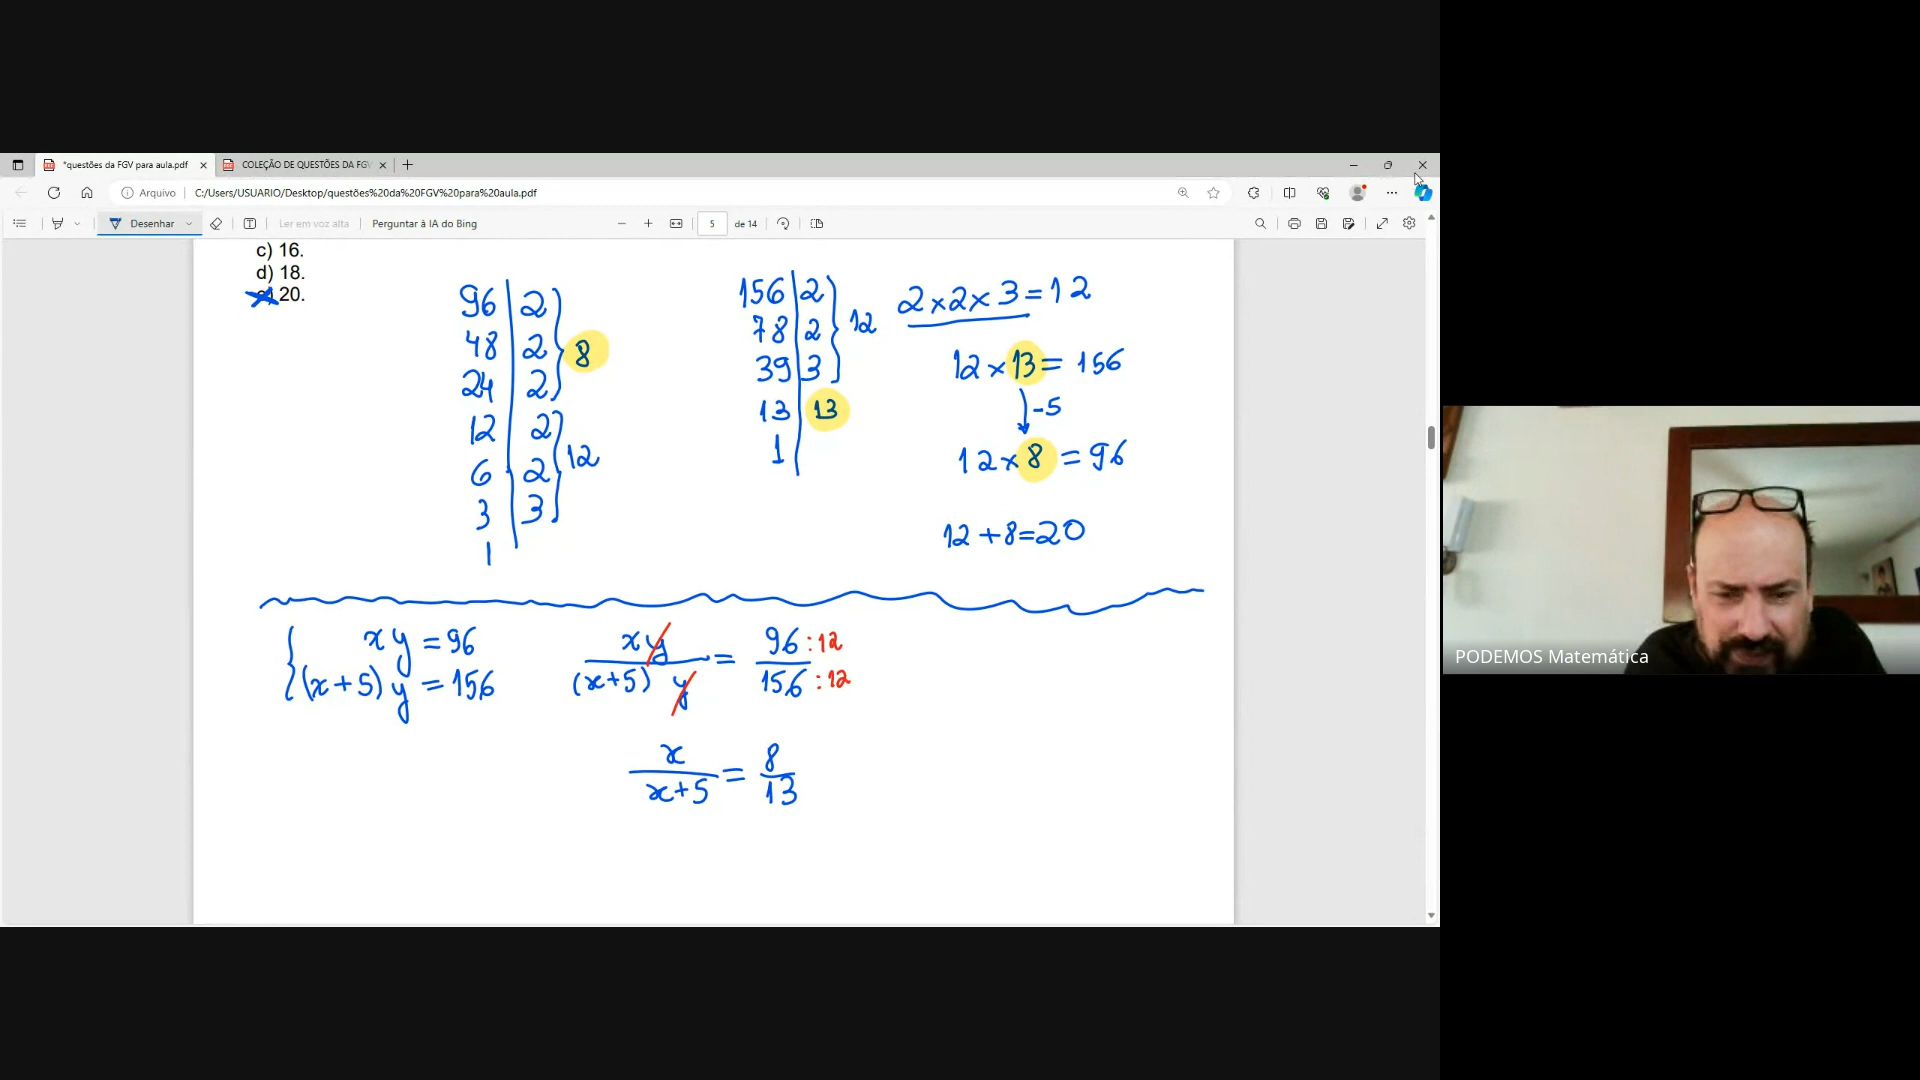 *questões da FGV para aula.pdf
COLEÇÃO DE QUESTÕES DA FGV
Arquivo
C:/Users/USUARIO/Desktop/questões%20da%20FGV%20para%20aula.pdf
Desenhar
Ler em voz alta
Perguntar à IA do Bing
5
de 14
c) 16.
d) 18.
20.
96 | 2
48 | 2
24 | 2
8
12 | 2
6 | 2
3 | 3
12
1
156 | 2
78 | 2
39 | 3
12
13 | 13
1
2×2×3=12
12×13=156
-5
12×8=96
12+8=20
xy=96
(x+5)y=156
xy/(x+5)y = 96:12/156:12
x/x+5 = 8/13
PODEMOS Matemática